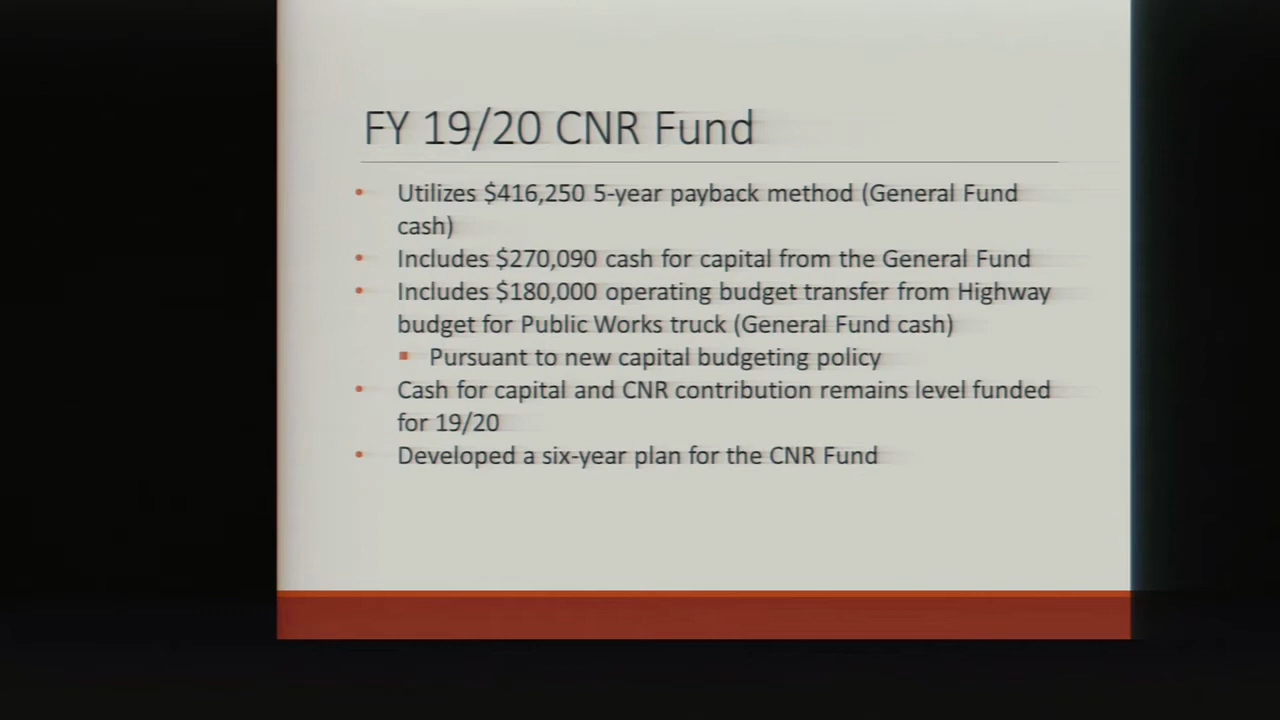 FY 19/20 CNR Fund
• Utilizes $416,250 5-year payback method (General Fund
cash)
• Includes $270,090 cash for capital from the General Fund
• Includes $180,000 operating budget transfer from Highway
budget for Public Works truck (General Fund cash)
▪ Pursuant to new capital budgeting policy
• Cash for capital and CNR contribution remains level funded
for 19/20
• Developed a six-year plan for the CNR Fund